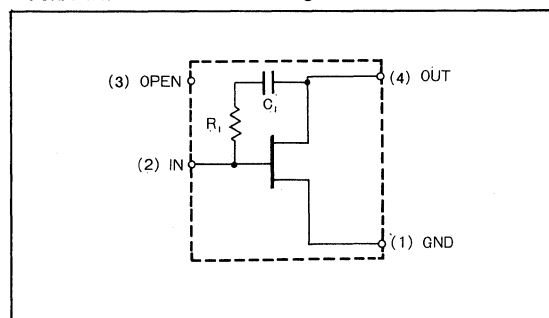 (3) OPEN
(4) OUT
C₁
R₁
(2) IN
(1) GND